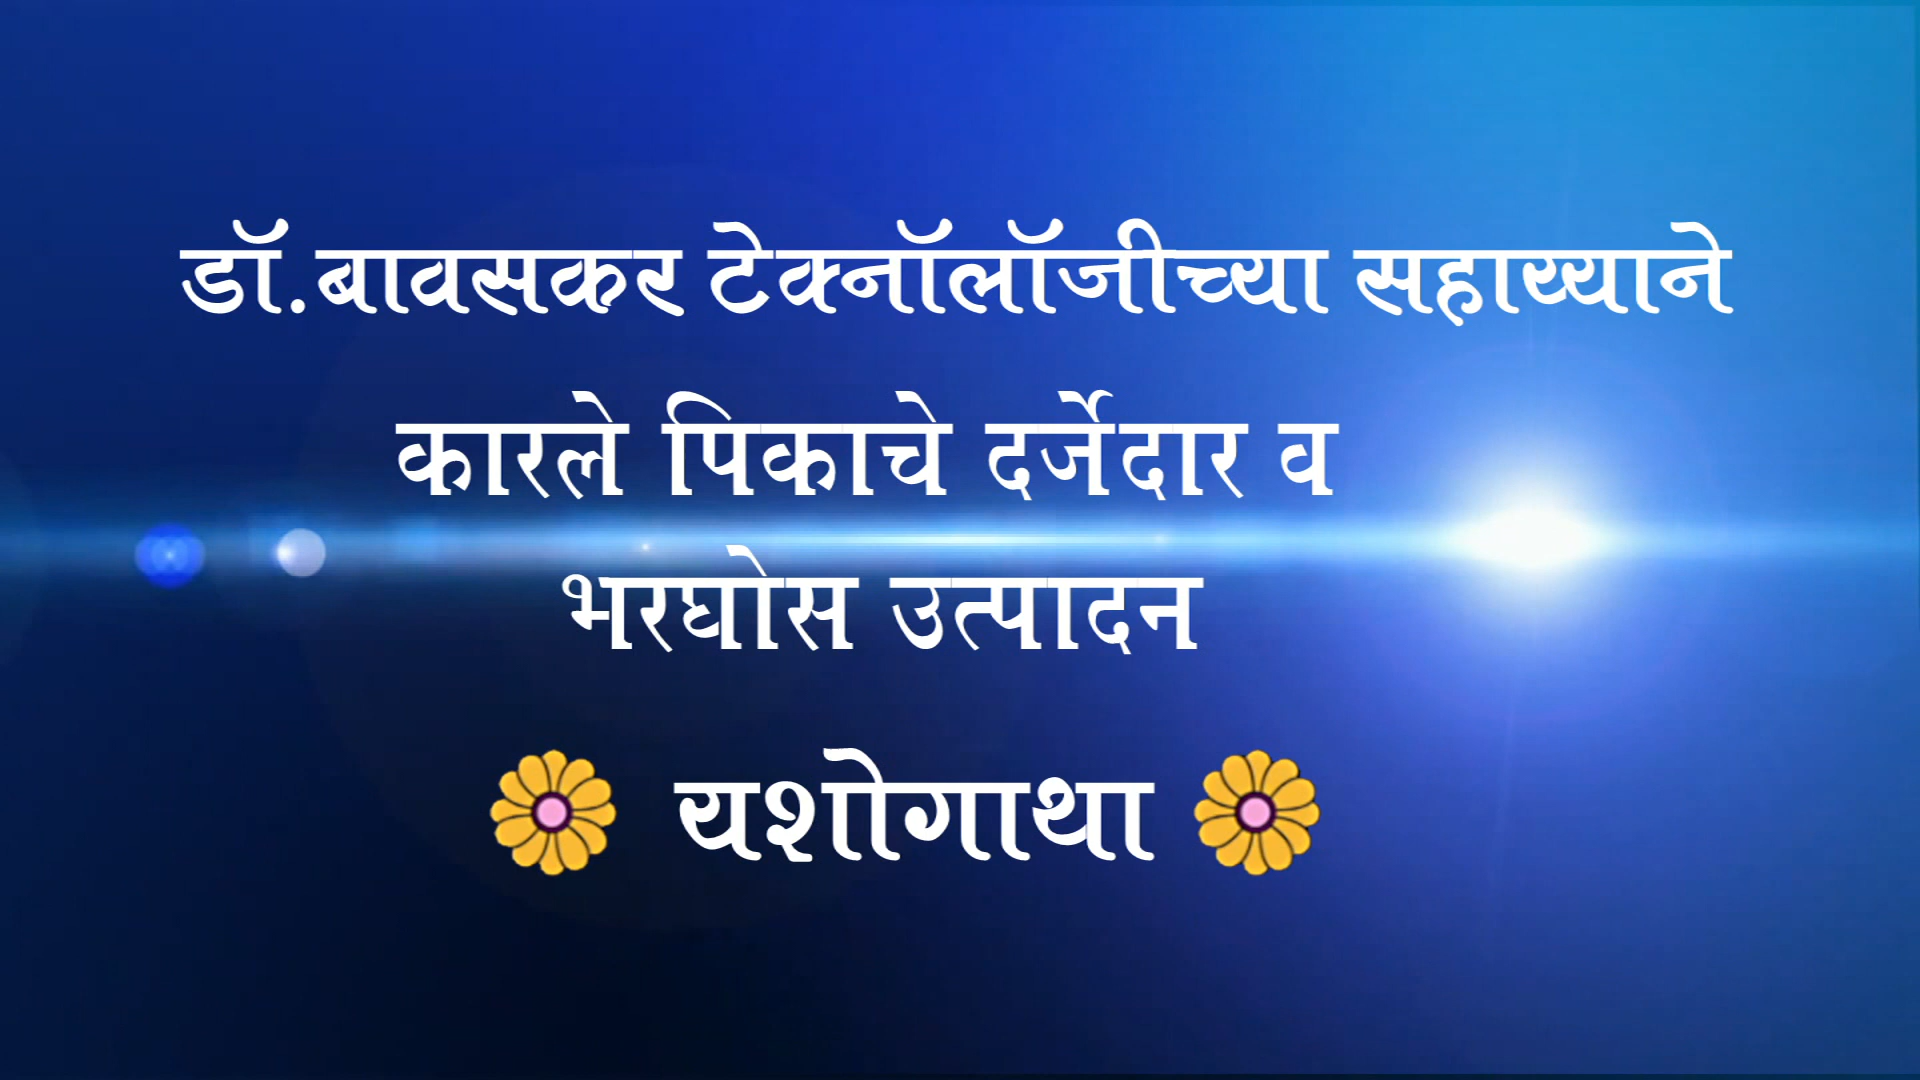 डॉ.बावसकर टेक्नॉलॉजीच्या सहाय्याने
कारले पिकाचे दर्जेदार व
भरघोस उत्पादन
यशोगाथा